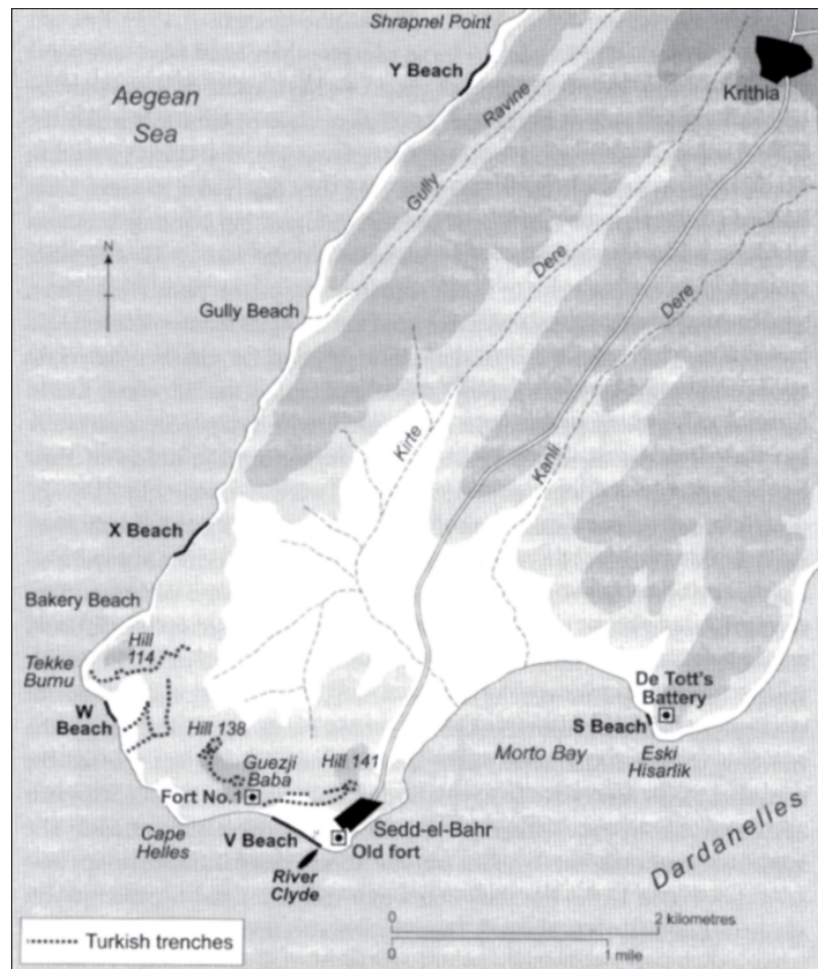 Shrapnel Point
Y Beach
Krithia
Aegean
Sea
Gully Ravine
N
Dere
Dere
Gully Beach
Kirte
Kanli
X Beach
Bakery Beach
Hill
114
Tekke
Burnu
W
Beach
De Tott's
Battery
S Beach
Hill 138
Guezji
Baba
Hill 141
Morto Bay
Eski
Hisarlik
Fort No.1
Cape
Helles
V Beach
Sedd-el-Bahr
Old fort
River
Clyde
Dardanelles
Turkish trenches
0
2 kilometres
0
1 mile